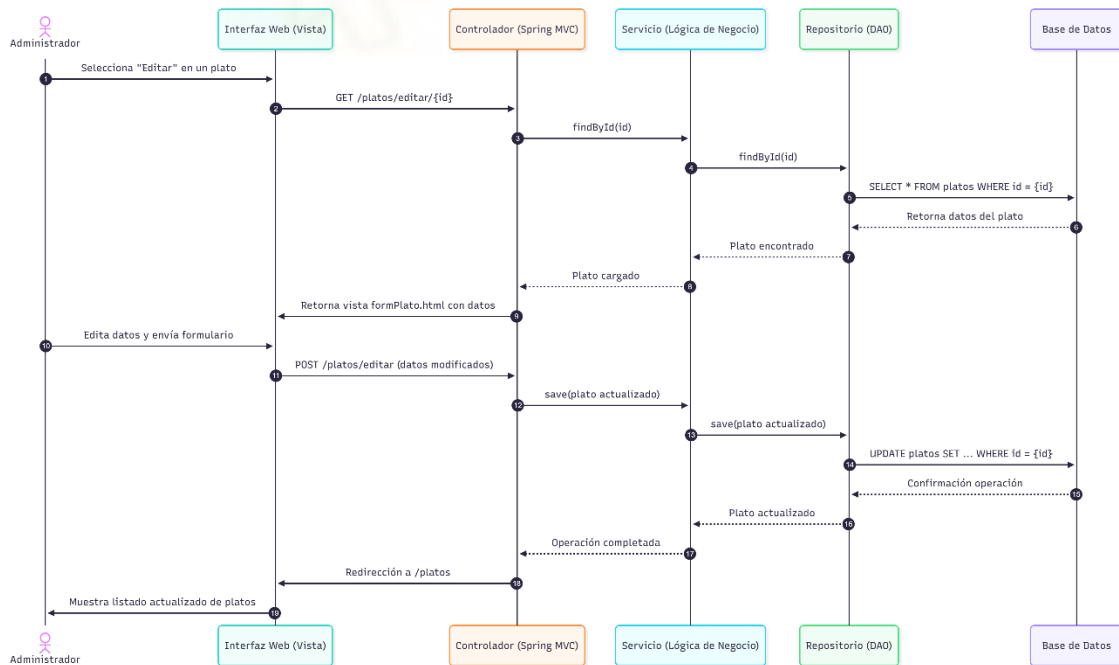 Administrador
Interfaz Web (Vista)
Controlador (Spring MVC)
Servicio (Lógica de Negocio)
Repositorio (DAO)
Base de Datos
1
Selecciona "Editar" en un plato
2
GET /platos/editar/{id}
3
findById(id)
4
findById(id)
5
SELECT * FROM platos WHERE id = {id}
Retorna datos del plato
6
Plato encontrado
7
Plato cargado
8
Retorna vista formPlato.html con datos
9
10
Edita datos y envía formulario
11
POST /platos/editar (datos modificados)
12
save(plato actualizado)
13
save(plato actualizado)
14
UPDATE platos SET ... WHERE id = {id}
Confirmación operación
15
Plato actualizado
16
Operación completada
17
Redirección a /platos
18
Muestra listado actualizado de platos
19
Administrador
Interfaz Web (Vista)
Controlador (Spring MVC)
Servicio (Lógica de Negocio)
Repositorio (DAO)
Base de Datos